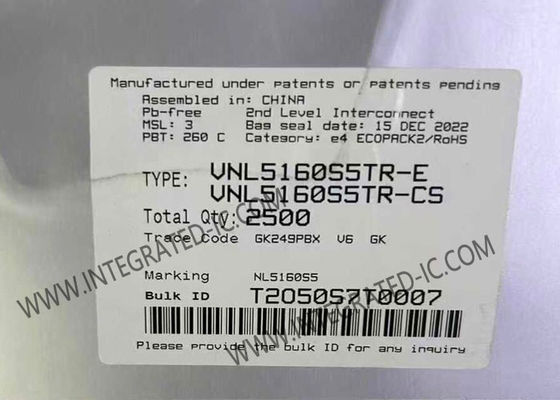 Manufactured under patents or patents pending
Assembled in: CHINA
Pb-free 2nd Level Interconnect
MSL: 3 Bag seal date: 15 DEC 2022
PBT: 260 C Category: e4 ECOPACK2/RoHS
TYPE: VNL5160S5TR-E
VNL5160S5TR-CS
Total Qty: 2500
Trace Code GK249PBX V6 GK
Marking NL5160S5
Bulk ID T2050S7T0007
Please provide the bulk ID for any inquiry
WWW.INTEGRATED-IC.COM
WWW.INTEGRATED-IC.COM